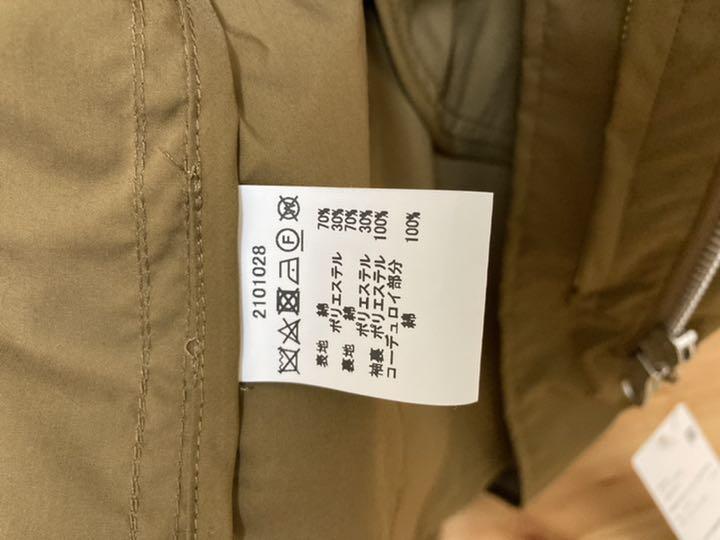 2101028
F W
表地 綿 70%
ポリエステル 30%
裏地 綿 70%
ポリエステル 30%
袖裏 ポリエステル 100%
コーデュロイ部分
綿 100%